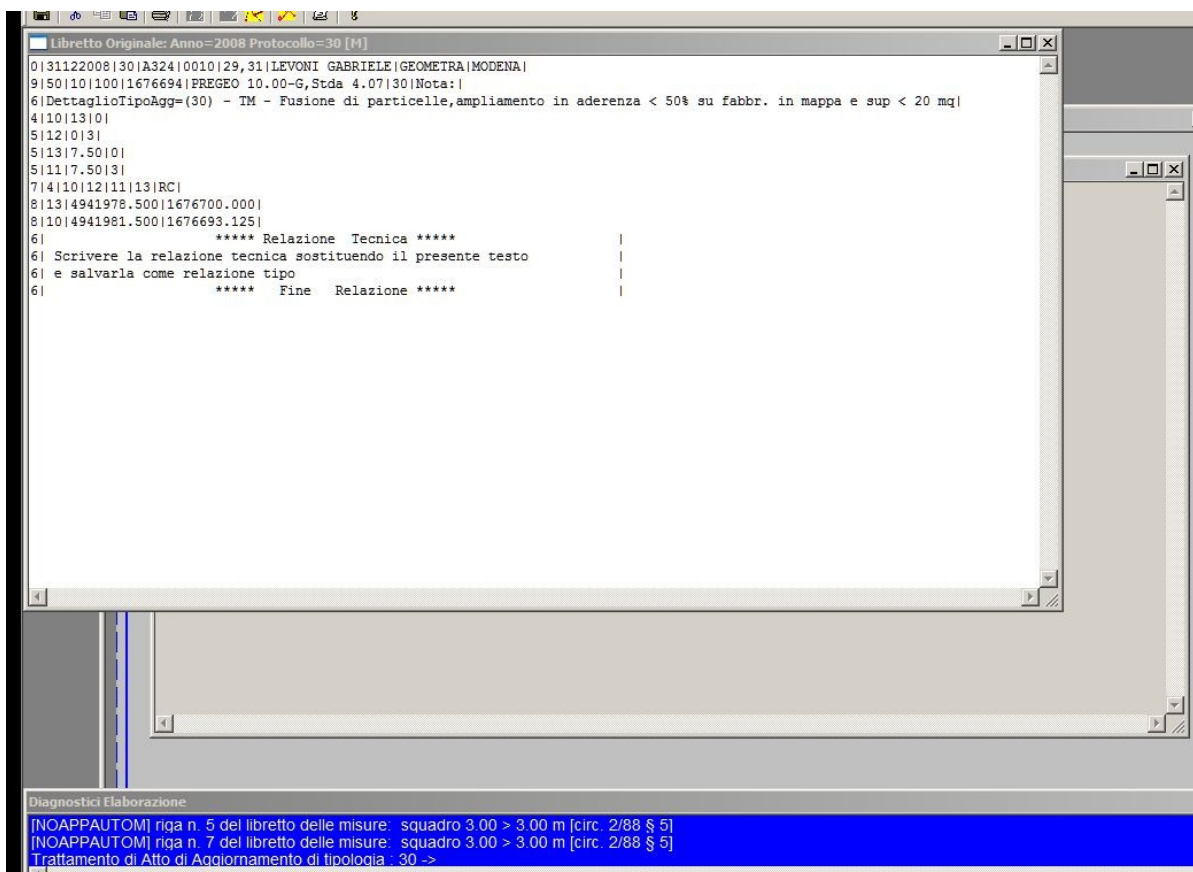 Libretto Originale: Anno=2008 Protocollo=30 [M]
0|31122008|30|A324|0010|29,31|LEVONI GABRIELE|GEOMETRA|MODENA|
9|50|10|100|1676694|PREGEO 10.00-G,Stda 4.07|30|Nota:|
6|DettaglioTipoAgg=(30) - TM - Fusione di particelle,ampliamento in aderenza < 50% su fabbr. in mappa e sup < 20 mq|
4|10|13|0|
5|12|0|3|
5|13|7.50|0|
5|11|7.50|3|
7|4|10|12|11|13|RC|
8|13|4941978.500|1676700.000|
8|10|4941981.500|1676693.125|
6| ***** Relazione Tecnica ***** |
6| Scrivere la relazione tecnica sostituendo il presente testo |
6| e salvarla come relazione tipo |
6| ***** Fine Relazione ***** |
Diagnostici Elaborazione
[NOAPPAUTOM] riga n. 5 del libretto delle misure: squadro 3.00 > 3.00 m [circ. 2/88 § 5]
[NOAPPAUTOM] riga n. 7 del libretto delle misure: squadro 3.00 > 3.00 m [circ. 2/88 § 5]
Trattamento di Atto di Aggiornamento di tipologia : 30 ->